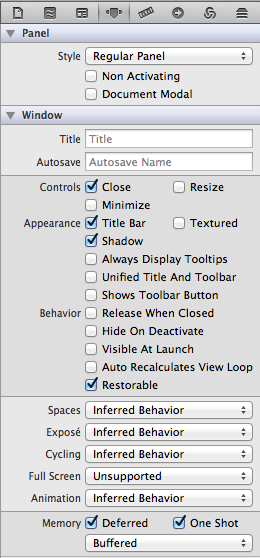 Panel
Style Regular Panel
Non Activating
Document Modal
Window
Title Title
Autosave Autosave Name
Controls Close Resize
Minimize
Appearance Title Bar Textured
Shadow
Always Display Tooltips
Unified Title And Toolbar
Shows Toolbar Button
Behavior Release When Closed
Hide On Deactivate
Visible At Launch
Auto Recalculates View Loop
Restorable
Spaces Inferred Behavior
Exposé Inferred Behavior
Cycling Inferred Behavior
Full Screen Unsupported
Animation Inferred Behavior
Memory Deferred One Shot
Buffered